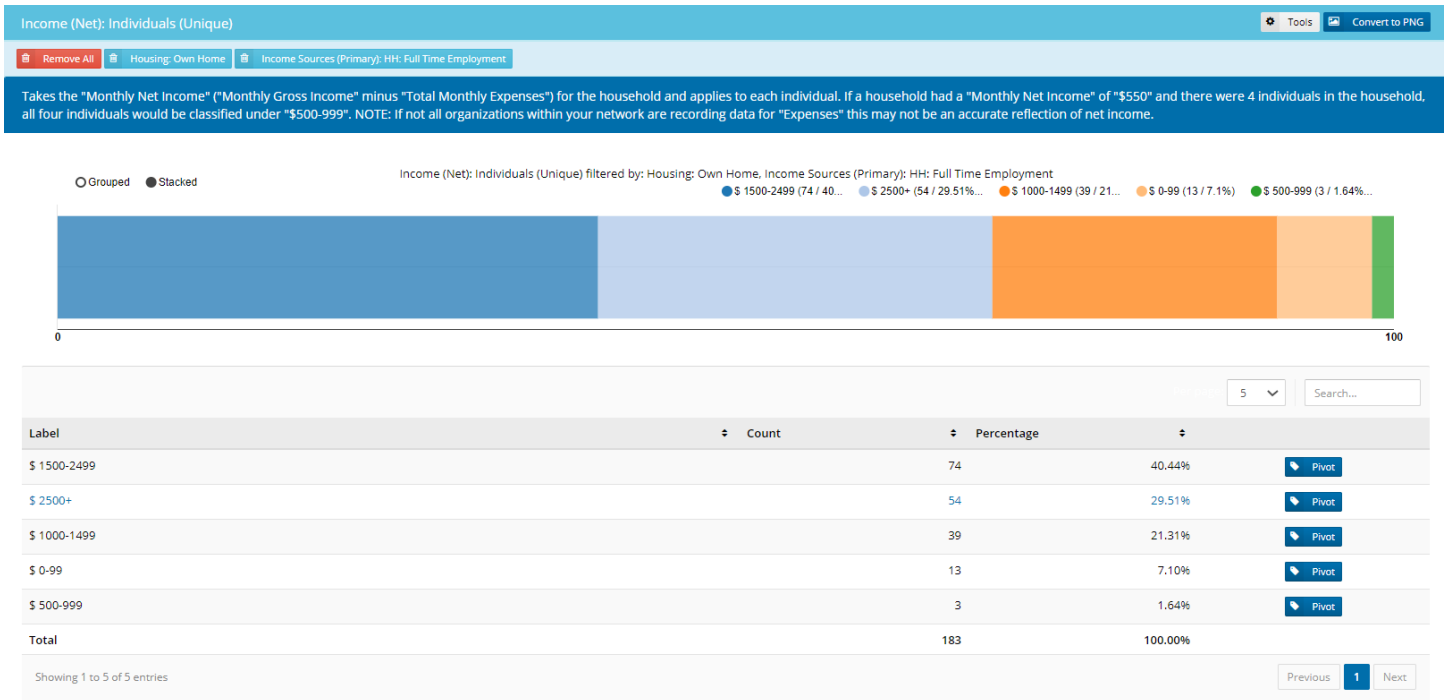 Income (Net): Individuals (Unique)
Tools
Convert to PNG
Remove All
Housing: Own Home
Income Sources (Primary): HH: Full Time Employment
Takes the "Monthly Net Income" ("Monthly Gross Income" minus "Total Monthly Expenses") for the household and applies to each individual. If a household had a "Monthly Net Income" of "$550" and there were 4 individuals in the household,
all four individuals would be classified under "$500-999". NOTE: If not all organizations within your network are recording data for "Expenses" this may not be an accurate reflection of net income.
Grouped Stacked
Income (Net): Individuals (Unique) filtered by: Housing: Own Home, Income Sources (Primary): HH: Full Time Employment
$ 1500-2499 (74 / 40... $ 2500+ (54 / 29.51%... $ 1000-1499 (39 / 21... $ 0-99 (13 / 7.1%) $ 500-999 (3 / 1.64%...
0 100
5 Search...
Label Count Percentage
$ 1500-2499 74 40.44% Pivot
$ 2500+ 54 29.51% Pivot
$ 1000-1499 39 21.31% Pivot
$ 0-99 13 7.10% Pivot
$ 500-999 3 1.64% Pivot
Total 183 100.00%
Showing 1 to 5 of 5 entries
Previous 1 Next